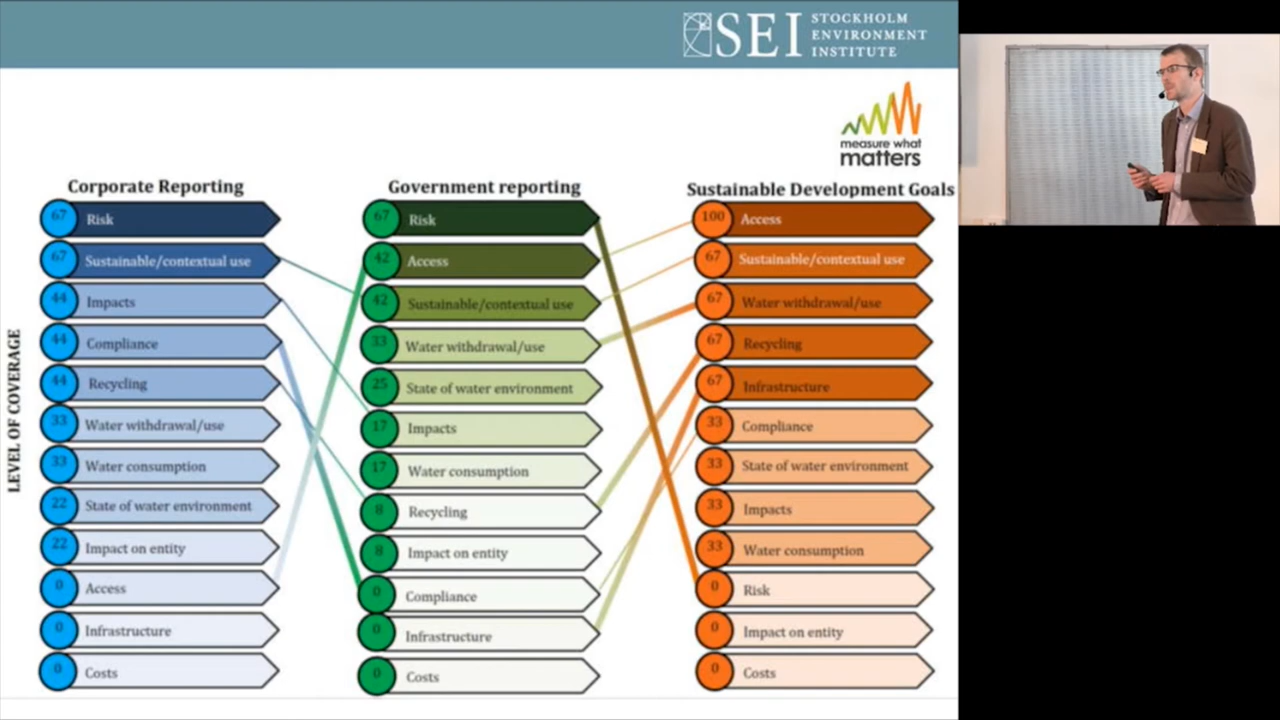 SEI
STOCKHOLM
ENVIRONMENT
INSTITUTE
measure what
matters
LEVEL OF COVERAGE
Corporate Reporting
67 Risk
67 Sustainable/contextual use
44 Impacts
44 Compliance
44 Recycling
33 Water withdrawal/use
33 Water consumption
22 State of water environment
22 Impact on entity
0 Access
0 Infrastructure
0 Costs
Government reporting
67 Risk
42 Access
42 Sustainable/contextual use
33 Water withdrawal/use
25 State of water environment
17 Impacts
17 Water consumption
8 Recycling
8 Impact on entity
0 Compliance
0 Infrastructure
0 Costs
Sustainable Development Goals
100 Access
67 Sustainable/contextual use
67 Water withdrawal/use
67 Recycling
67 Infrastructure
33 Compliance
33 State of water environment
33 Impacts
33 Water consumption
0 Risk
0 Impact on entity
0 Costs